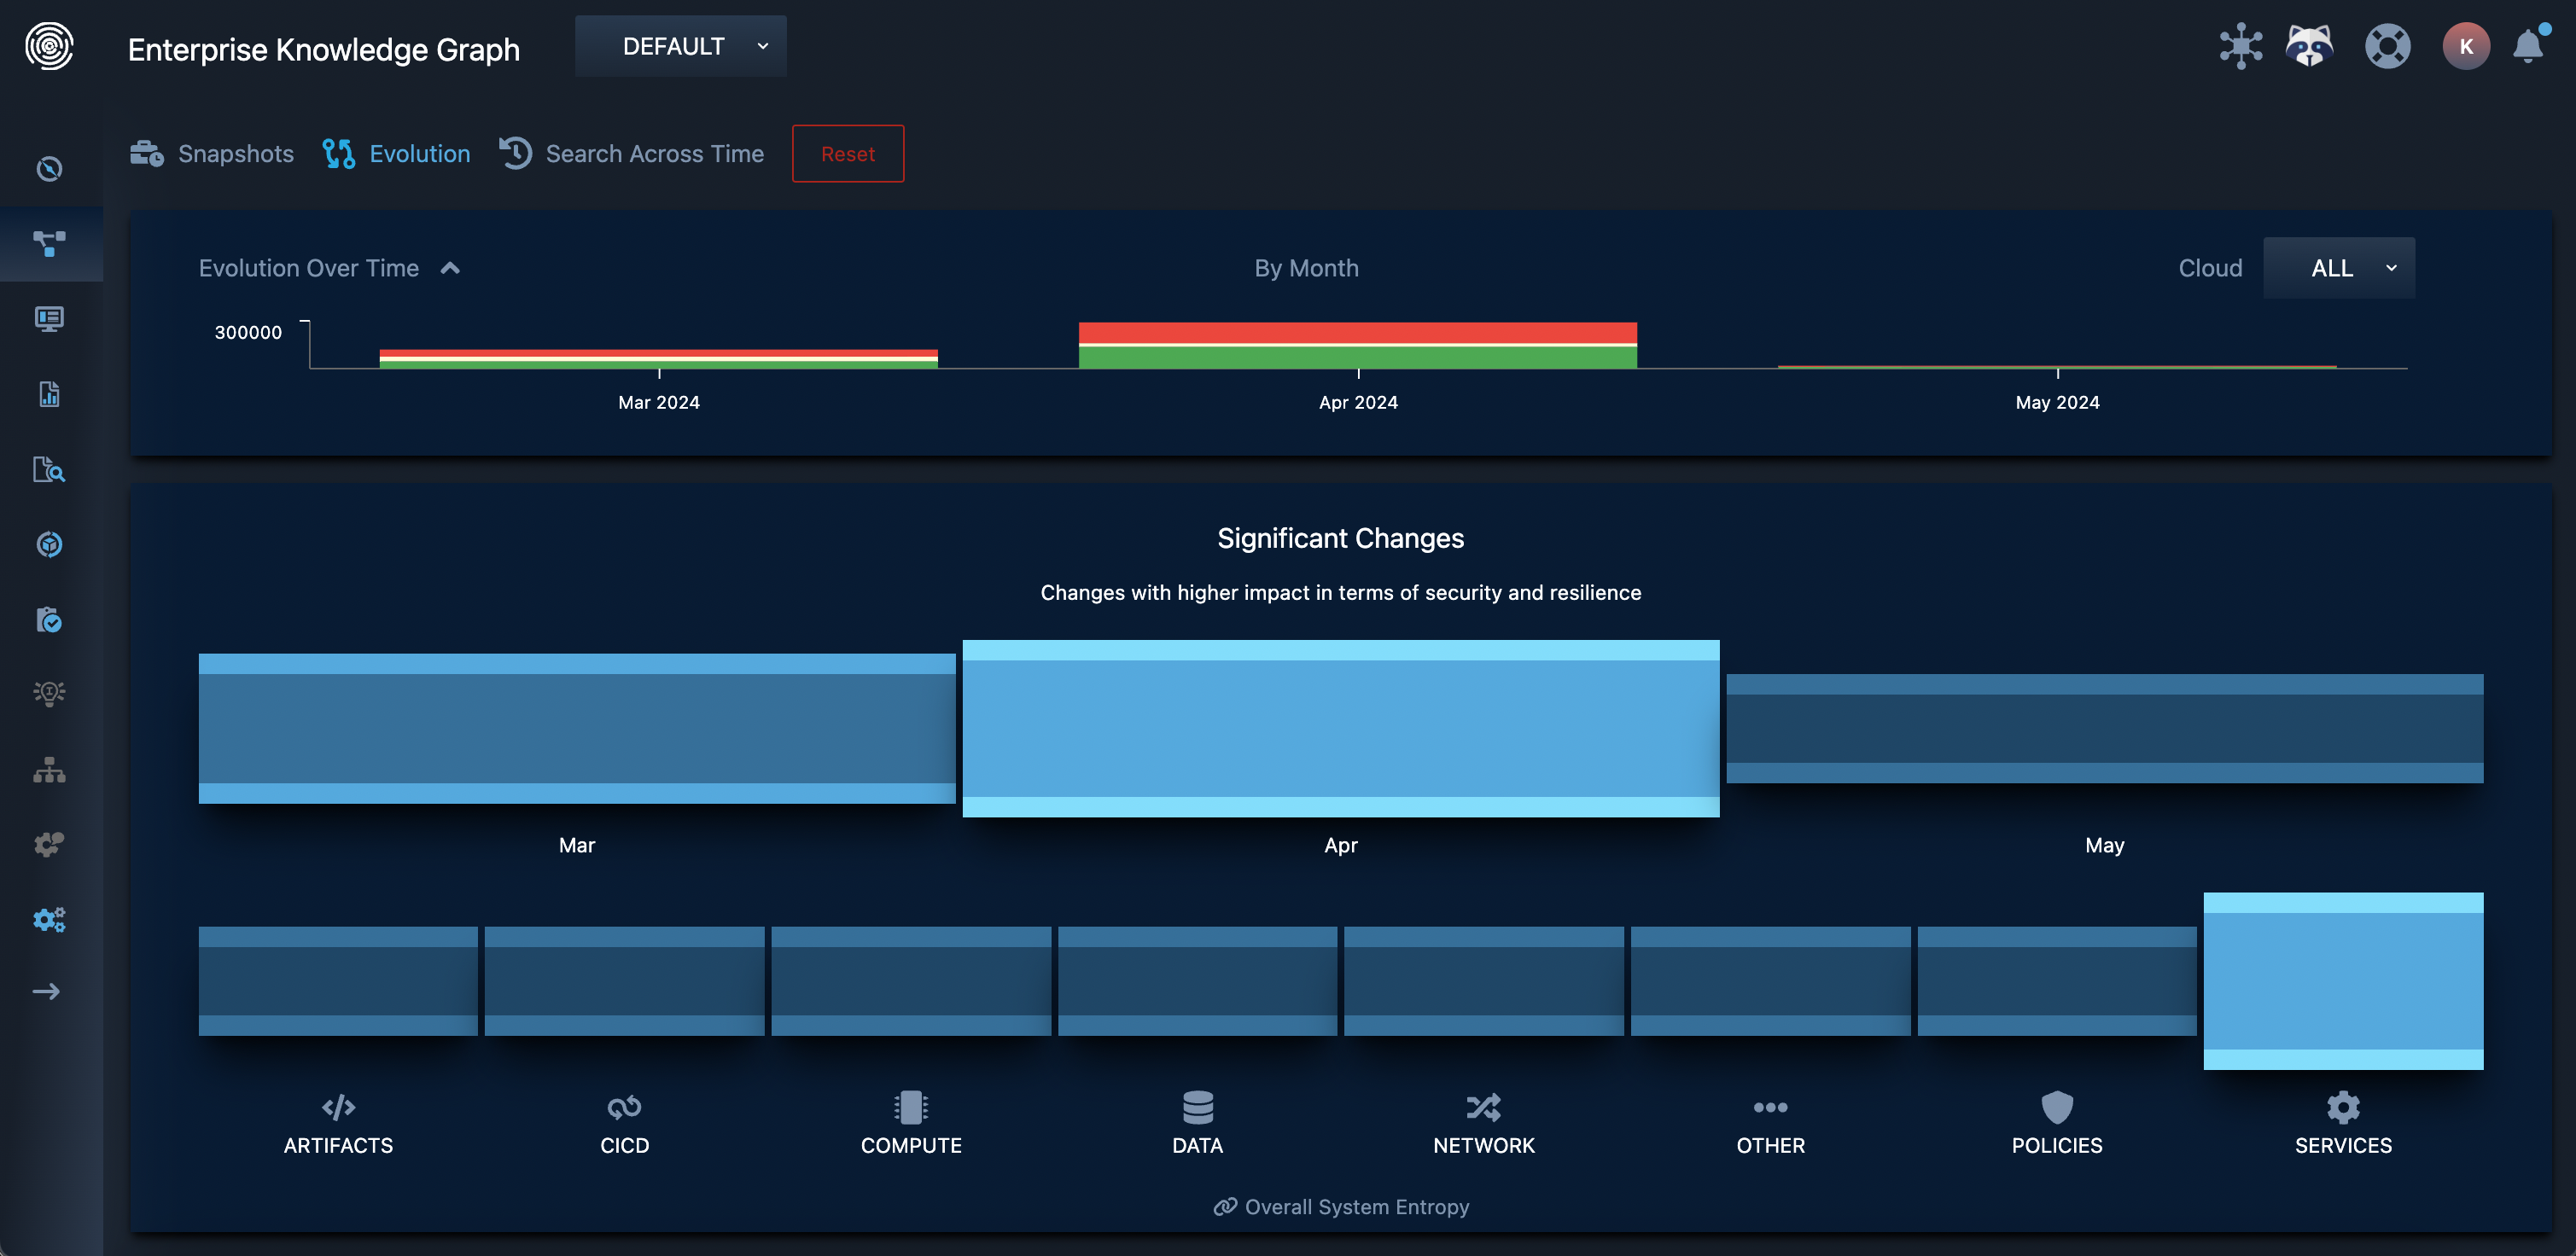 Enterprise Knowledge Graph
DEFAULT
K
Snapshots
Evolution
Search Across Time
Reset
Evolution Over Time
By Month
Cloud
ALL
300000
Mar 2024
Apr 2024
May 2024
Significant Changes
Changes with higher impact in terms of security and resilience
Mar
Apr
May
ARTIFACTS
CICD
COMPUTE
DATA
NETWORK
OTHER
POLICIES
SERVICES
Overall System Entropy